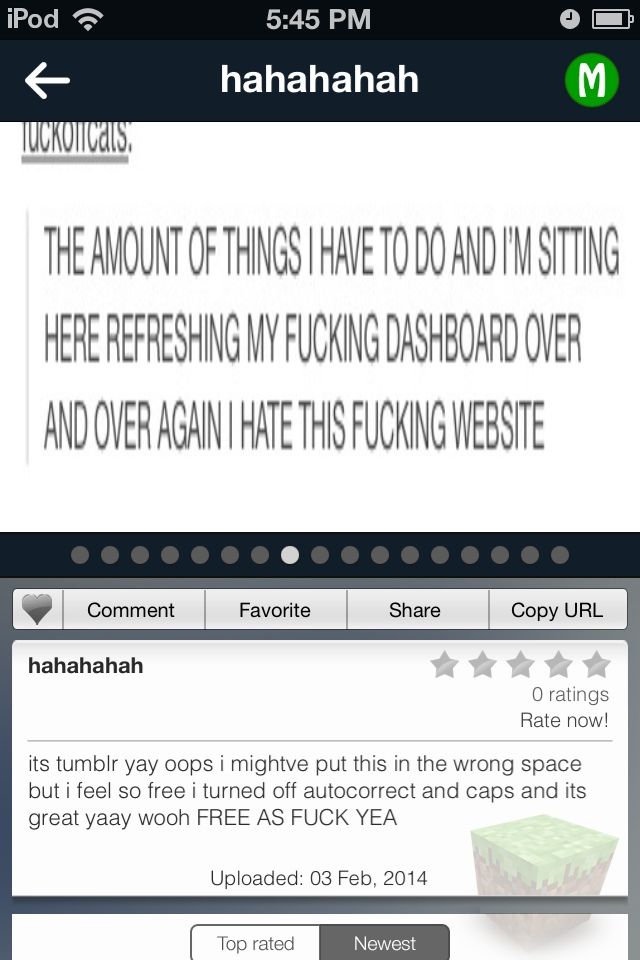 iPod 5:45 PM
hahahahah M
fuckoffcats:
THE AMOUNT OF THINGS I HAVE TO DO AND I'M SITTING
HERE REFRESHING MY FUCKING DASHBOARD OVER
AND OVER AGAIN I HATE THIS FUCKING WEBSITE
Comment Favorite Share Copy URL
hahahahah
0 ratings
Rate now!
its tumblr yay oops i mightve put this in the wrong space
but i feel so free i turned off autocorrect and caps and its
great yaay wooh FREE AS FUCK YEA
Uploaded: 03 Feb, 2014
Top rated Newest